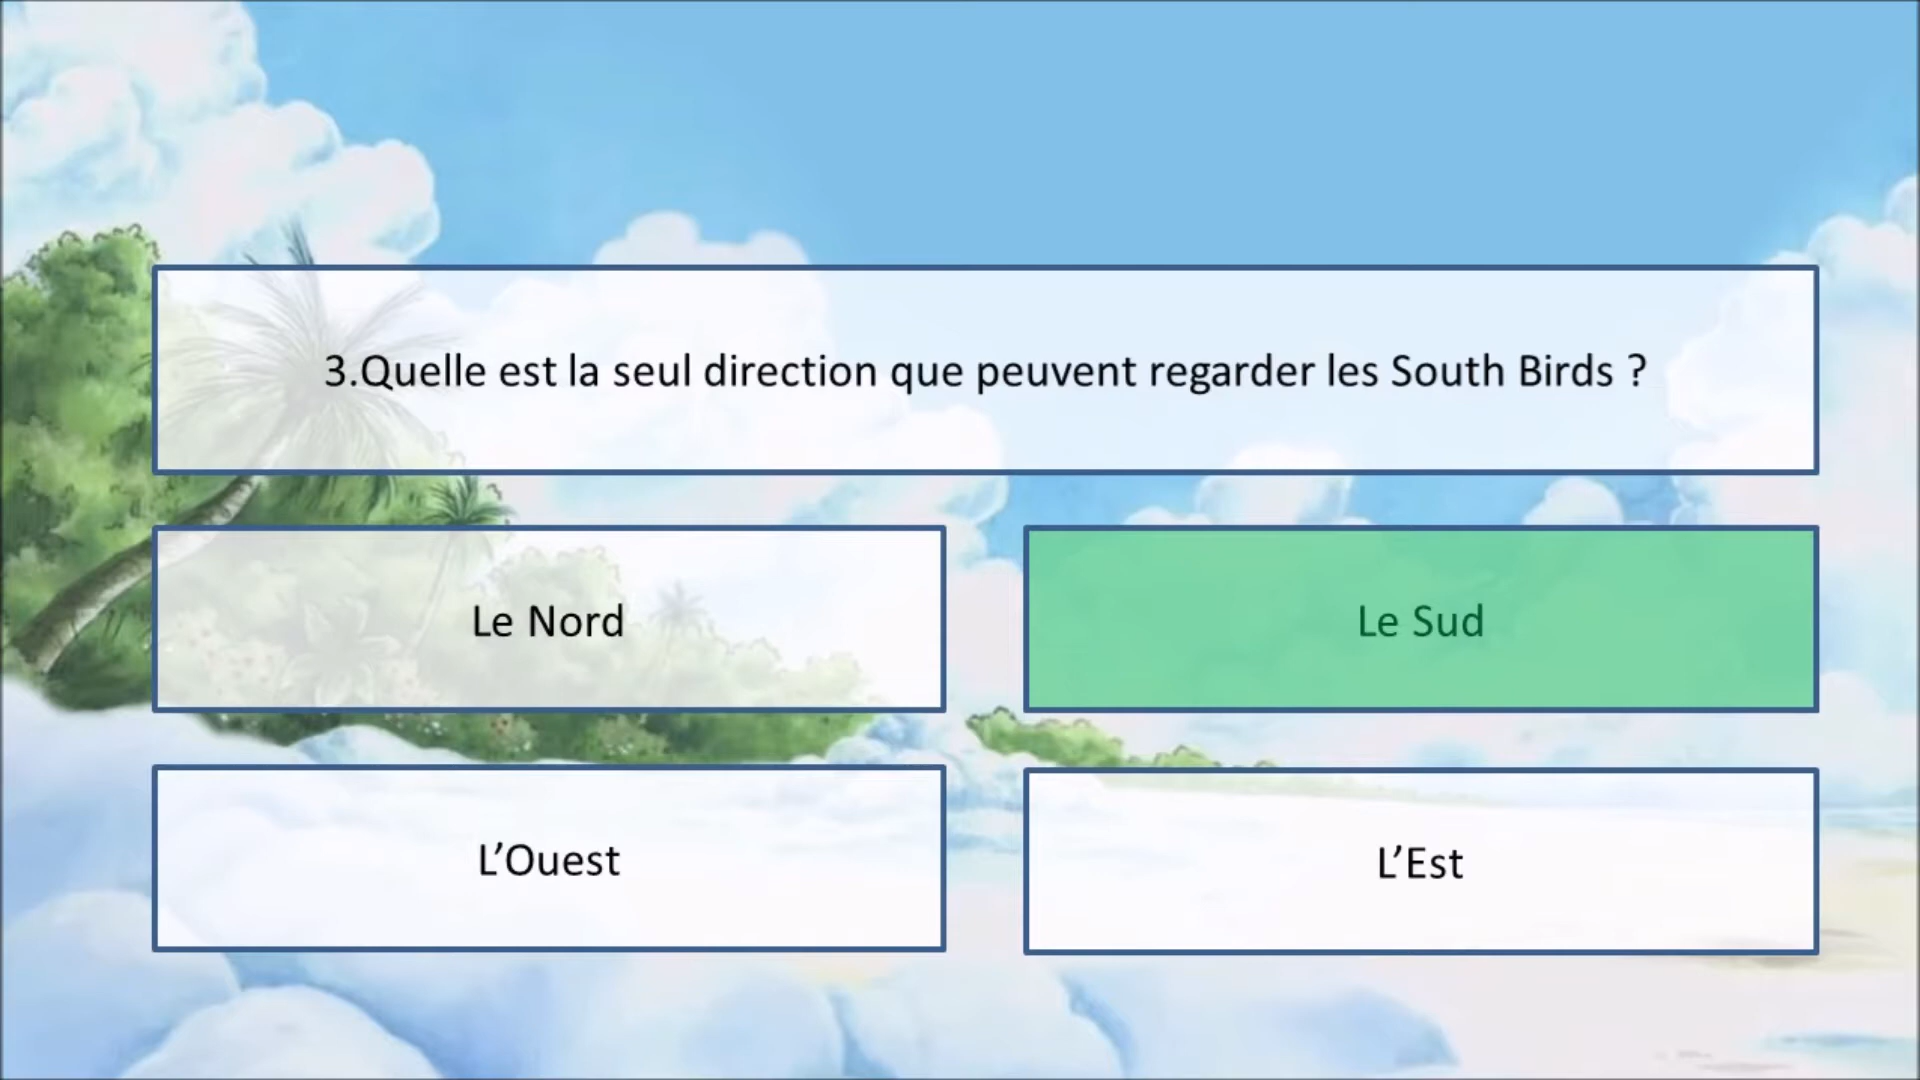 3.Quelle est la seul direction que peuvent regarder les South Birds ?
Le Nord
Le Sud
L’Ouest
L’Est